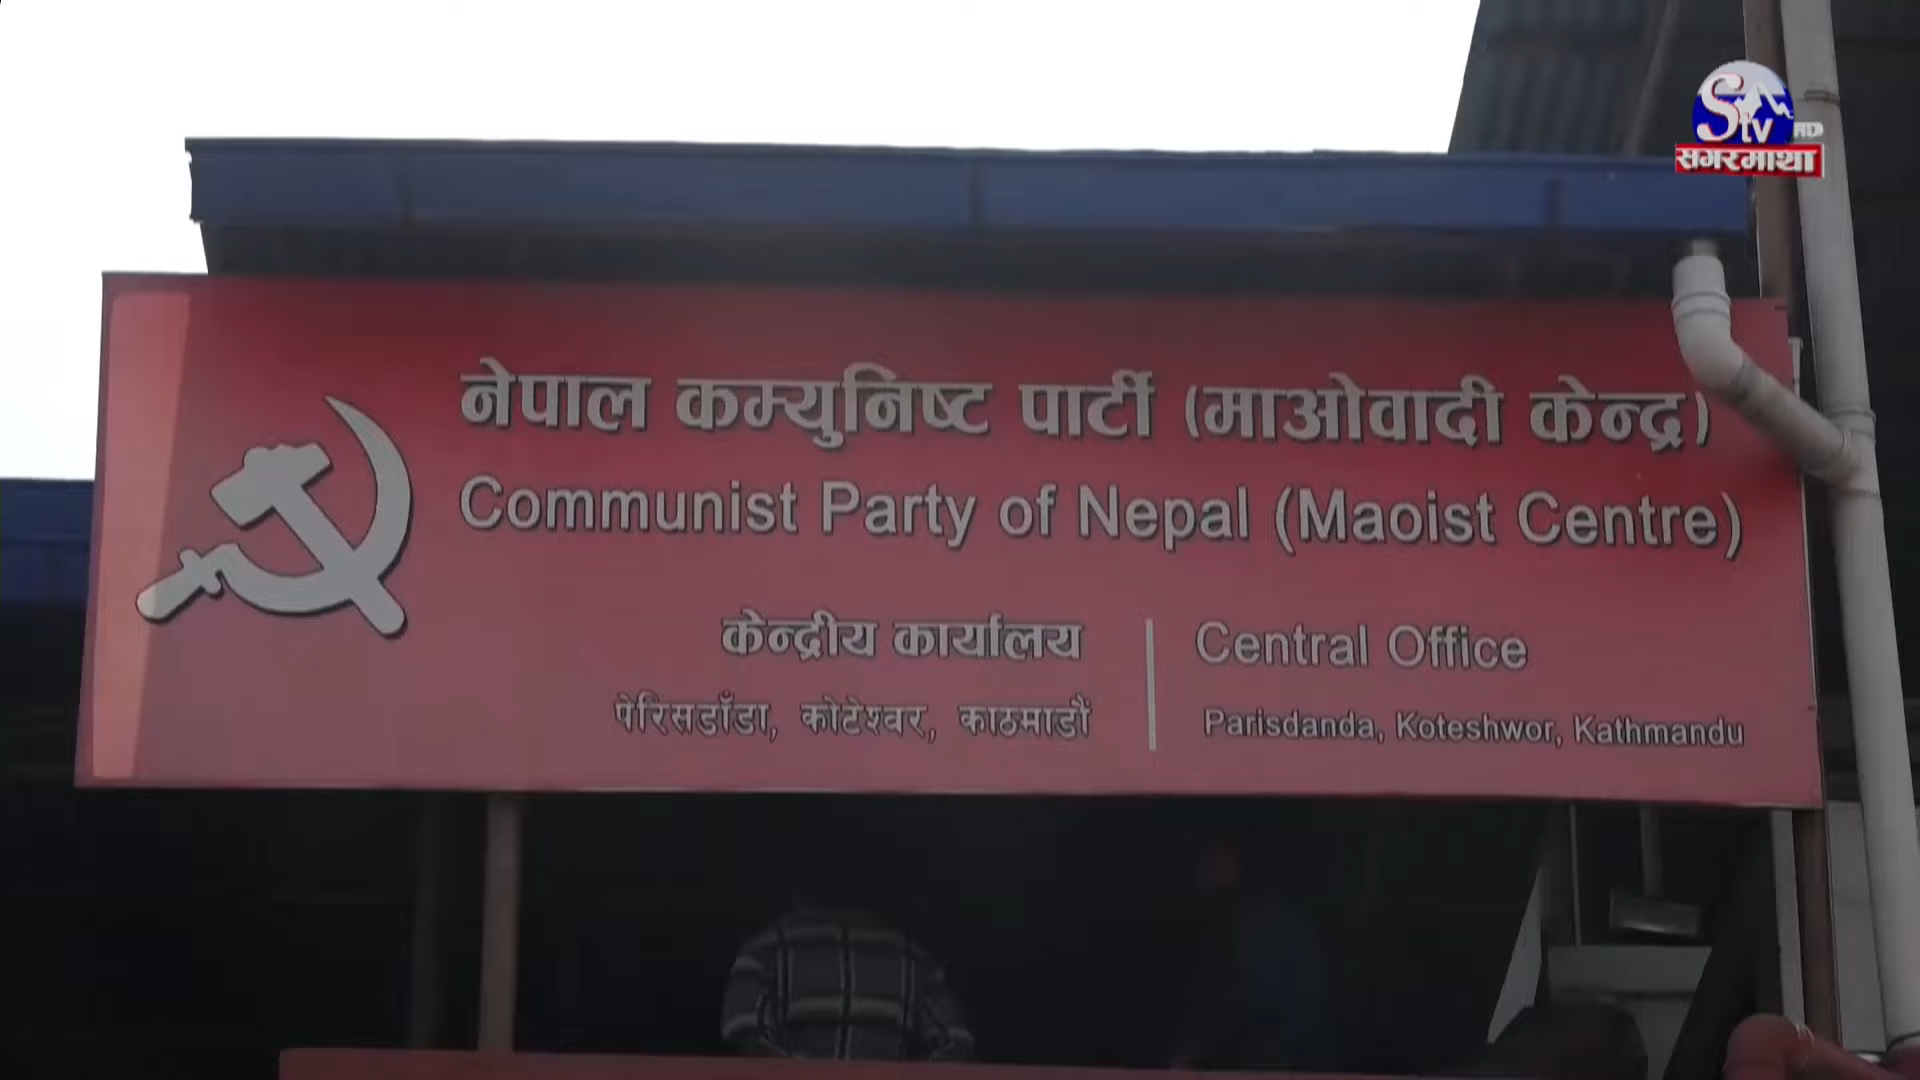 STV HD
सगरमाथा
नेपाल कम्युनिष्ट पार्टी (माओवादी केन्द्र)
Communist Party of Nepal (Maoist Centre)
केन्द्रीय कार्यालय
पेरिसडाँडा, कोटेश्वर, काठमाडौं
Central Office
Parisdanda, Koteshwor, Kathmandu